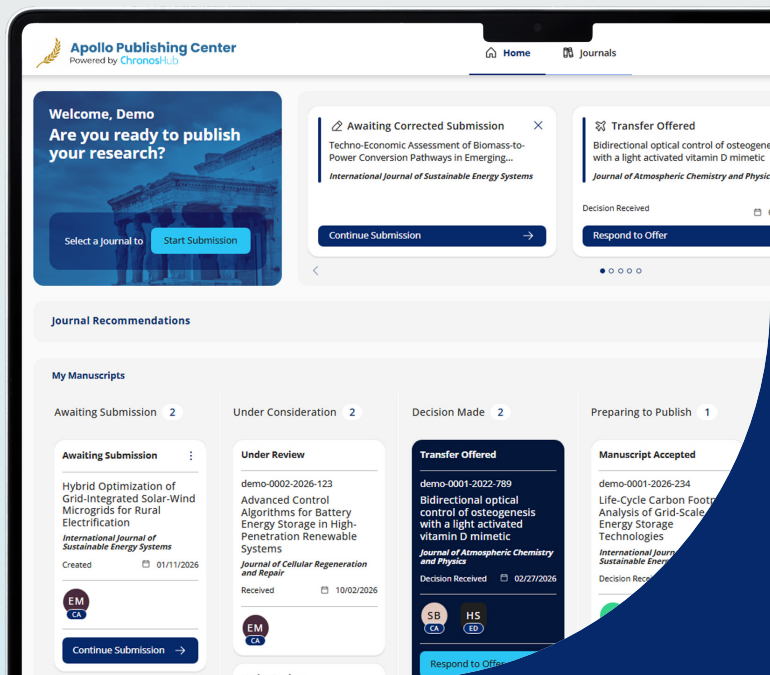 Apollo Publishing Center
Powered by ChronosHub
Home
Journals
Welcome, Demo
Are you ready to publish
your research?
Select a Journal to
Start Submission
Awaiting Corrected Submission
Techno-Economic Assessment of Biomass-to-
Power Conversion Pathways in Emerging...
International Journal of Sustainable Energy Systems
Continue Submission
Transfer Offered
Bidirectional optical control of osteogene
with a light activated vitamin D mimetic
Journal of Atmospheric Chemistry and Physic
Decision Received
Respond to Offer
Journal Recommendations
My Manuscripts
Awaiting Submission 2
Awaiting Submission
Hybrid Optimization of
Grid-Integrated Solar-Wind
Microgrids for Rural
Electrification
International Journal of
Sustainable Energy Systems
Created 01/11/2026
EM
CA
Continue Submission
Under Consideration 2
Under Review
demo-0002-2026-123
Advanced Control
Algorithms for Battery
Energy Storage in High-
Penetration Renewable
Systems
Journal of Cellular Regeneration
and Repair
Received 10/02/2026
EM
CA
Decision Made 2
Transfer Offered
demo-0001-2022-789
Bidirectional optical
control of osteogenesis
with a light activated
vitamin D mimetic
Journal of Atmospheric Chemistry
and Physics
Decision Received 02/27/2026
SB
CA
HS
ED
Respond to Offer
Preparing to Publish 1
Manuscript Accepted
demo-0001-2026-234
Life-Cycle Carbon Footp
Analysis of Grid-Scale
Energy Storage
Technologies
International Journ
Sustainable Ener
Decision Rece